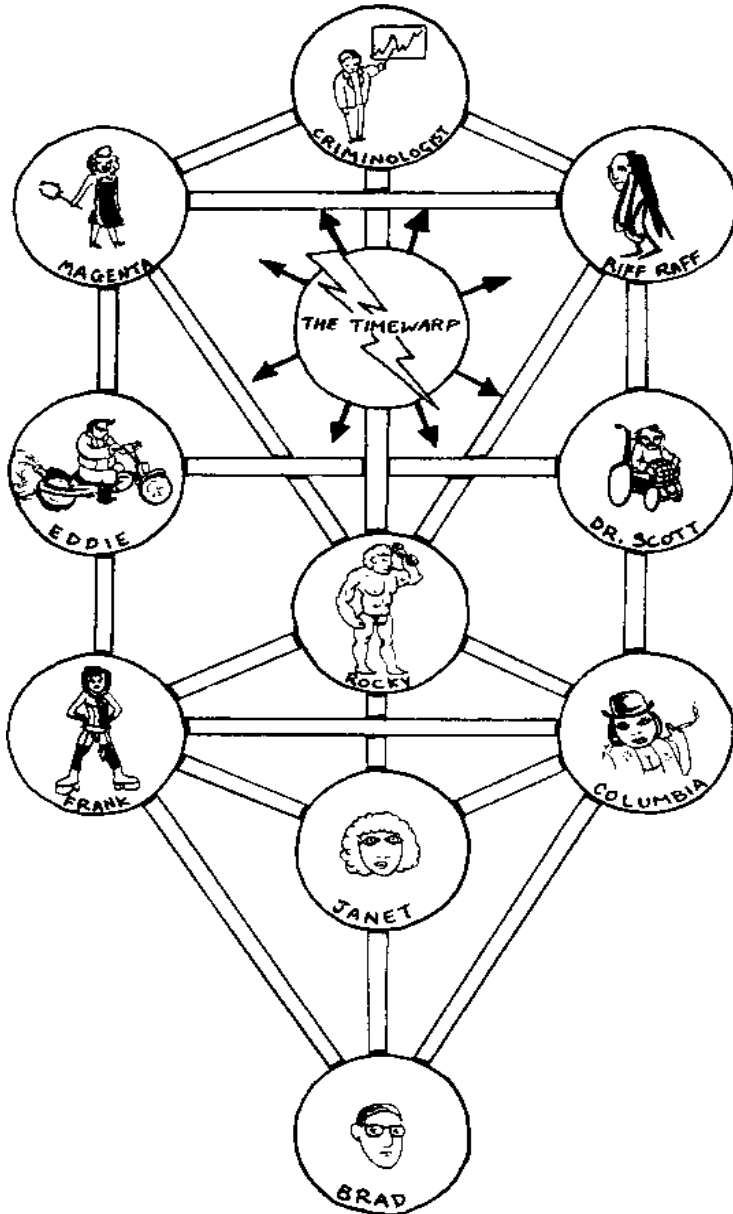 CRIMINOLOGIST
MAGENTA
RIFF RAFF
THE TIMEWARP
EDDIE
DR. SCOTT
ROCKY
FRANK
COLUMBIA
JANET
BRAD